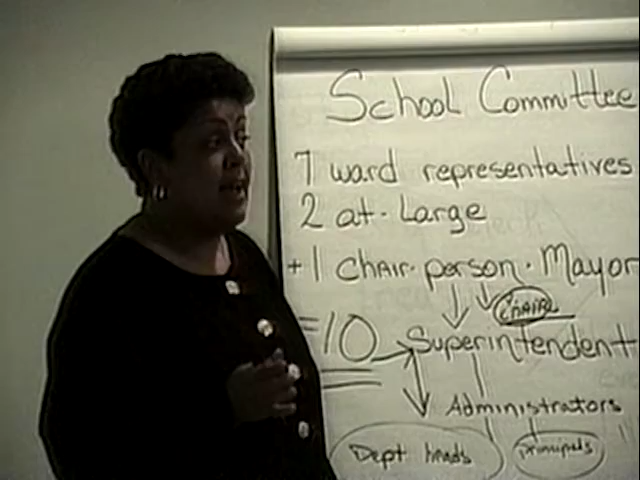 School Committee
7 ward representatives
2 at-Large
+1 chair-person - Mayor
Chair
=10 Superintendent
Administrators
Dept heads principals